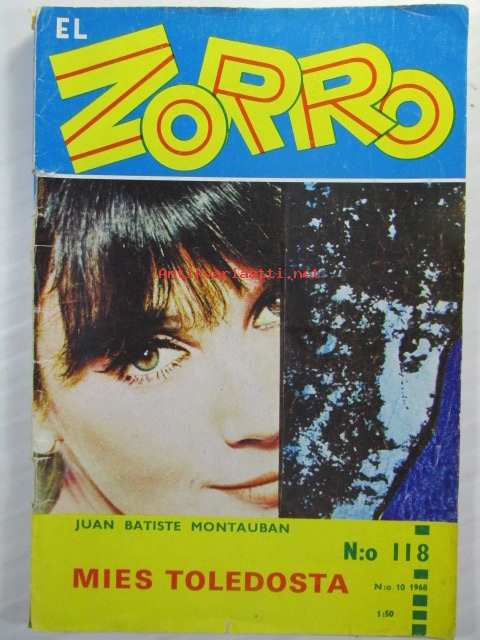 EL
ZORRO
Antikvariaatti.net
JUAN BATISTE MONTAUBAN
N:o 118
MIES TOLEDOSTA
N:o 10 1968
1:50